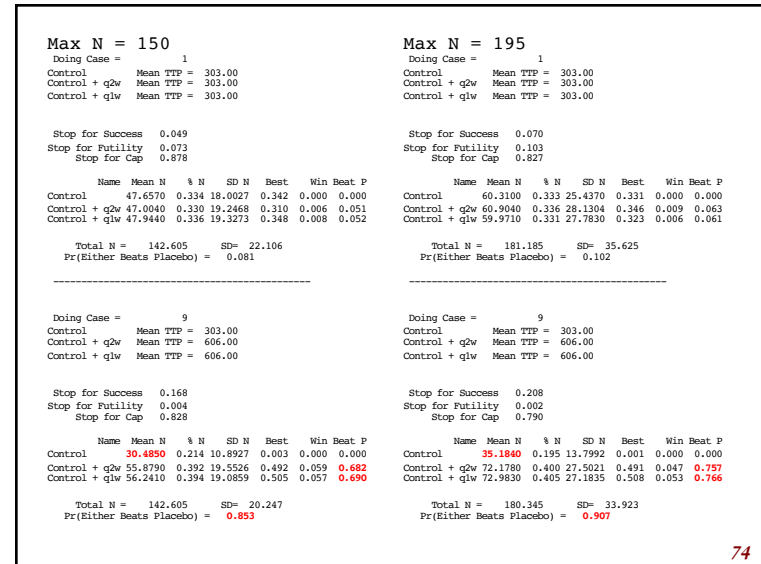 Max N = 150
Doing Case = 1
Control Mean TTP = 303.00
Control + q2w Mean TTP = 303.00
Control + q1w Mean TTP = 303.00
Stop for Success 0.049
Stop for Futility 0.073
Stop for Cap 0.878
Name Mean N % N SD N Best Win Beat P
Control 47.6570 0.334 18.0027 0.342 0.000 0.000
Control + q2w 47.0040 0.330 19.2468 0.310 0.006 0.051
Control + q1w 47.9440 0.336 19.3273 0.348 0.008 0.052
Total N = 142.605 SD= 22.106
Pr(Either Beats Placebo) = 0.081
-----------------------------------------------
Doing Case = 9
Control Mean TTP = 303.00
Control + q2w Mean TTP = 606.00
Control + q1w Mean TTP = 606.00
Stop for Success 0.168
Stop for Futility 0.004
Stop for Cap 0.828
Name Mean N % N SD N Best Win Beat P
Control 30.4850 0.214 10.8927 0.003 0.000 0.000
Control + q2w 55.8790 0.392 19.5526 0.492 0.059 0.682
Control + q1w 56.2410 0.394 19.0859 0.505 0.057 0.690
Total N = 142.605 SD= 20.247
Pr(Either Beats Placebo) = 0.853
Max N = 195
Doing Case = 1
Control Mean TTP = 303.00
Control + q2w Mean TTP = 303.00
Control + q1w Mean TTP = 303.00
Stop for Success 0.070
Stop for Futility 0.103
Stop for Cap 0.827
Name Mean N % N SD N Best Win Beat P
Control 60.3100 0.333 25.4370 0.331 0.000 0.000
Control + q2w 60.9040 0.336 28.1304 0.346 0.009 0.063
Control + q1w 59.9710 0.331 27.7830 0.323 0.006 0.061
Total N = 181.185 SD= 35.625
Pr(Either Beats Placebo) = 0.102
-----------------------------------------------
Doing Case = 9
Control Mean TTP = 303.00
Control + q2w Mean TTP = 606.00
Control + q1w Mean TTP = 606.00
Stop for Success 0.208
Stop for Futility 0.002
Stop for Cap 0.790
Name Mean N % N SD N Best Win Beat P
Control 35.1840 0.195 13.7992 0.001 0.000 0.000
Control + q2w 72.1780 0.400 27.5021 0.491 0.047 0.757
Control + q1w 72.9830 0.405 27.1835 0.508 0.053 0.766
Total N = 180.345 SD= 33.923
Pr(Either Beats Placebo) = 0.907
74